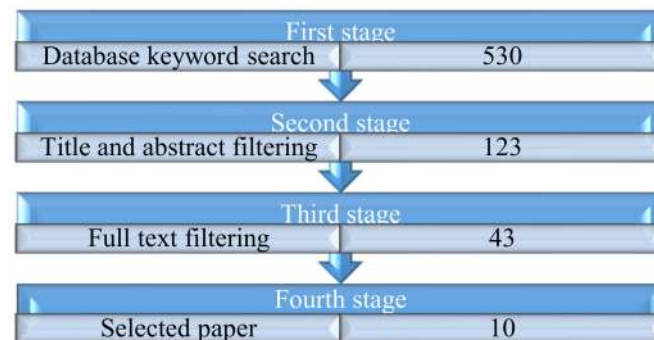 First stage
Database keyword search 530
Second stage
Title and abstract filtering 123
Third stage
Full text filtering 43
Fourth stage
Selected paper 10